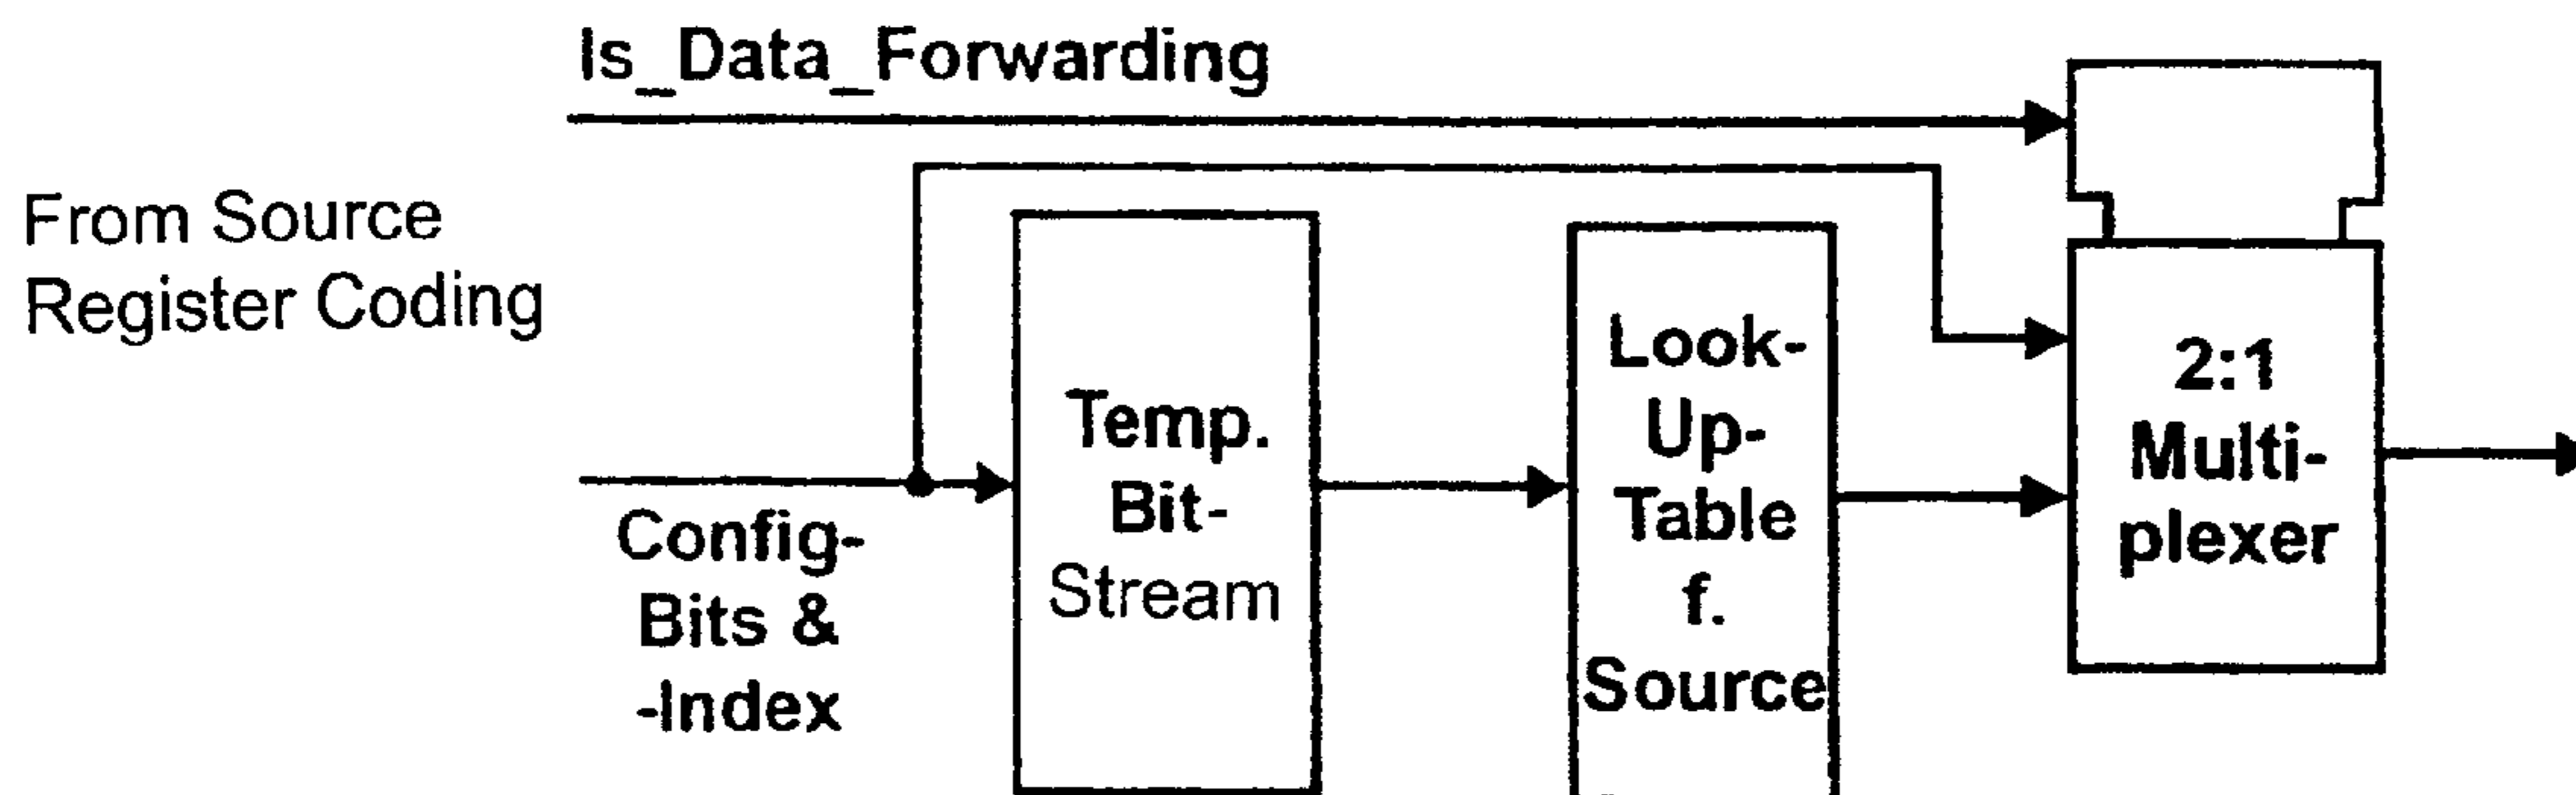 Is_Data_Forwarding
From Source
Register Coding
Config-
Bits &
-Index
Temp.
Bit-
Stream
Look-
Up-
Table
f.
Source
2:1
Multi-
plexer